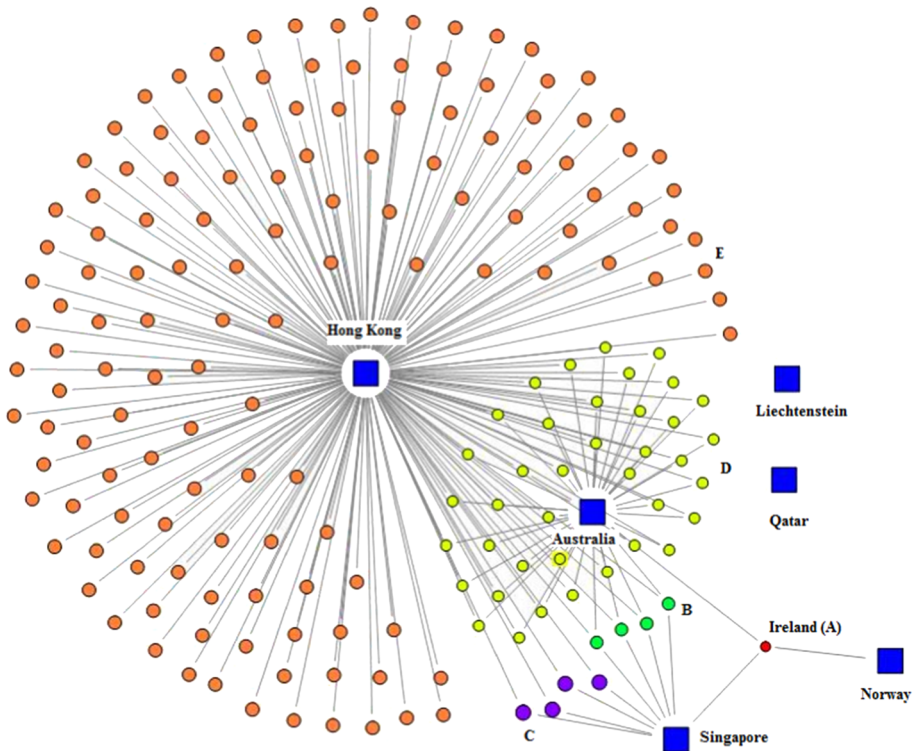 E
Hong Kong
Liechtenstein
D
Qatar
Australia
B
Ireland (A)
Norway
C
Singapore